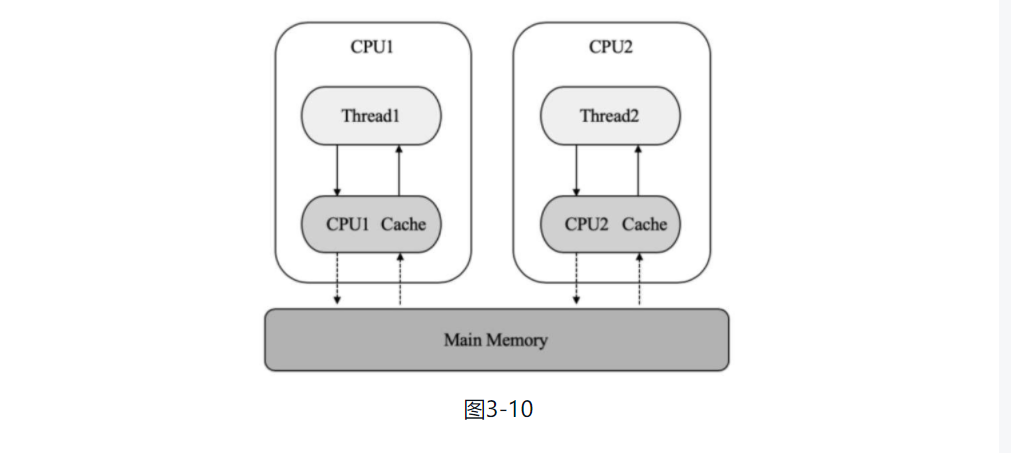 CPU1
CPU2
Thread1
Thread2
CPU1 Cache
CPU2 Cache
Main Memory
图3-10